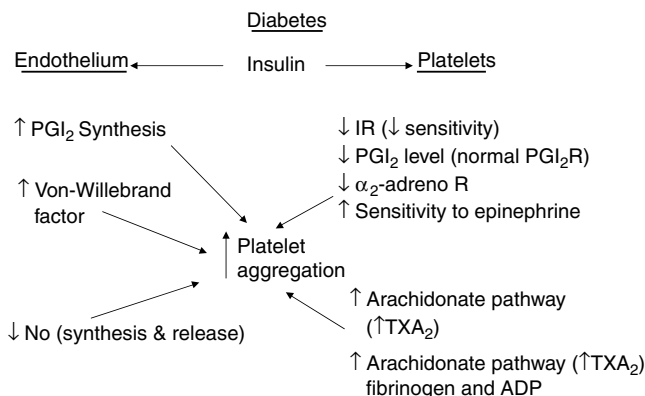 Diabetes
Endothelium
Insulin
Platelets
↑ PGI₂ Synthesis
↑ Von-Willebrand
factor
↓ No (synthesis & release)
↓ IR (↓ sensitivity)
↓ PGI₂ level (normal PGI₂R)
↓ α₂-adreno R
↑ Sensitivity to epinephrine
↑ Platelet
aggregation
↑ Arachidonate pathway
(↑TXA₂)
↑ Arachidonate pathway (↑TXA₂)
fibrinogen and ADP